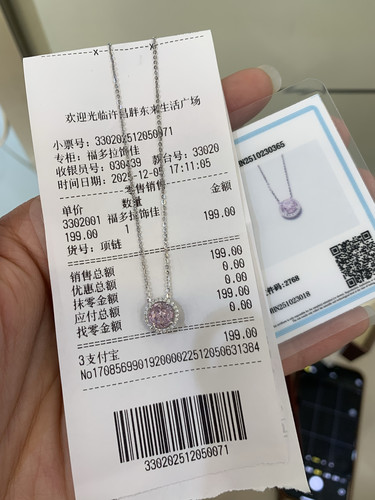 欢迎光临许昌胖东来生活广场
小票号: 330202512050071
专柜: 福多拉饰佳
收银员号: 030439 款台号: 33020
时间日期: 2025-12-05 17:11:05
零售销售
单价 数量 金额
3302001 福多拉饰佳
199.00 1 199.00
货号: 项链
销售总额 199.00
优惠总额 0.00
抹零金额 0.00
应付总额 199.00
找零金额 0.00
3支付宝 199.00
No170856990192000022512050631384
330202512050071
HN2510230365
2768
HN251023018